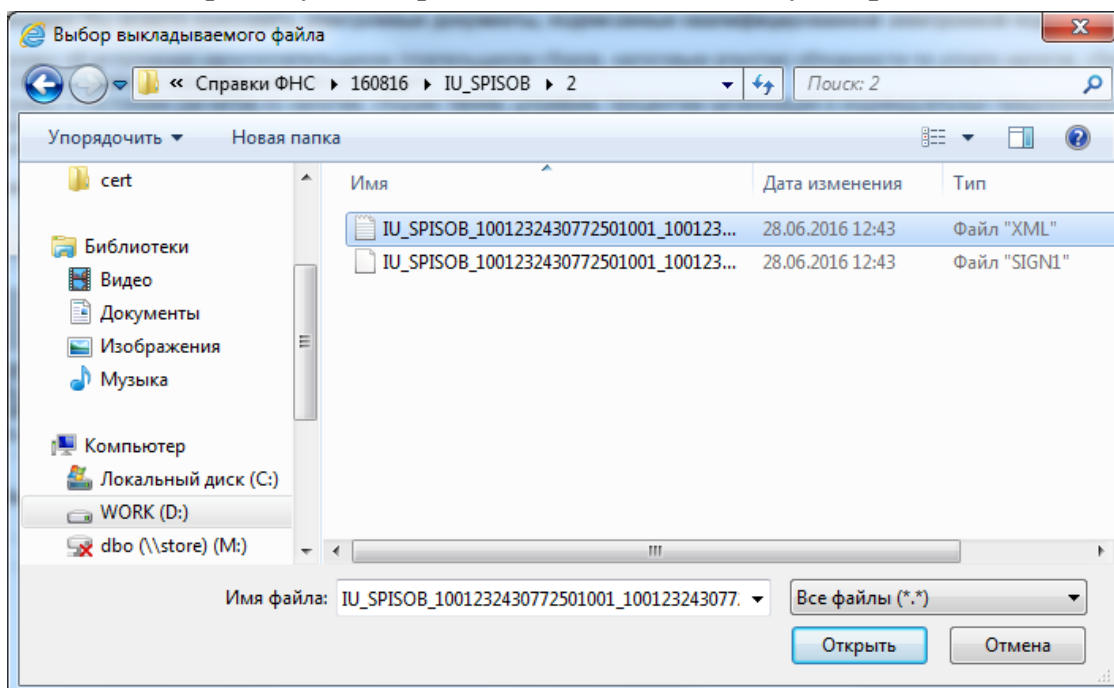 Выбор выкладываемого файла
« Справки ФНС ▸ 160816 ▸ IU_SPISOB ▸ 2
Поиск: 2
Упорядочить ▾ Новая папка
cert
Библиотеки
Видео
Документы
Изображения
Музыка
Компьютер
Локальный диск (C:)
WORK (D:)
dbo (\\store) (M:)
Имя Дата изменения Тип
IU_SPISOB_1001232430772501001_100123... 28.06.2016 12:43 Файл "XML"
IU_SPISOB_1001232430772501001_100123... 28.06.2016 12:43 Файл "SIGN1"
Имя файла: IU_SPISOB_1001232430772501001_100123243077 Все файлы (*.*)
Открыть Отмена